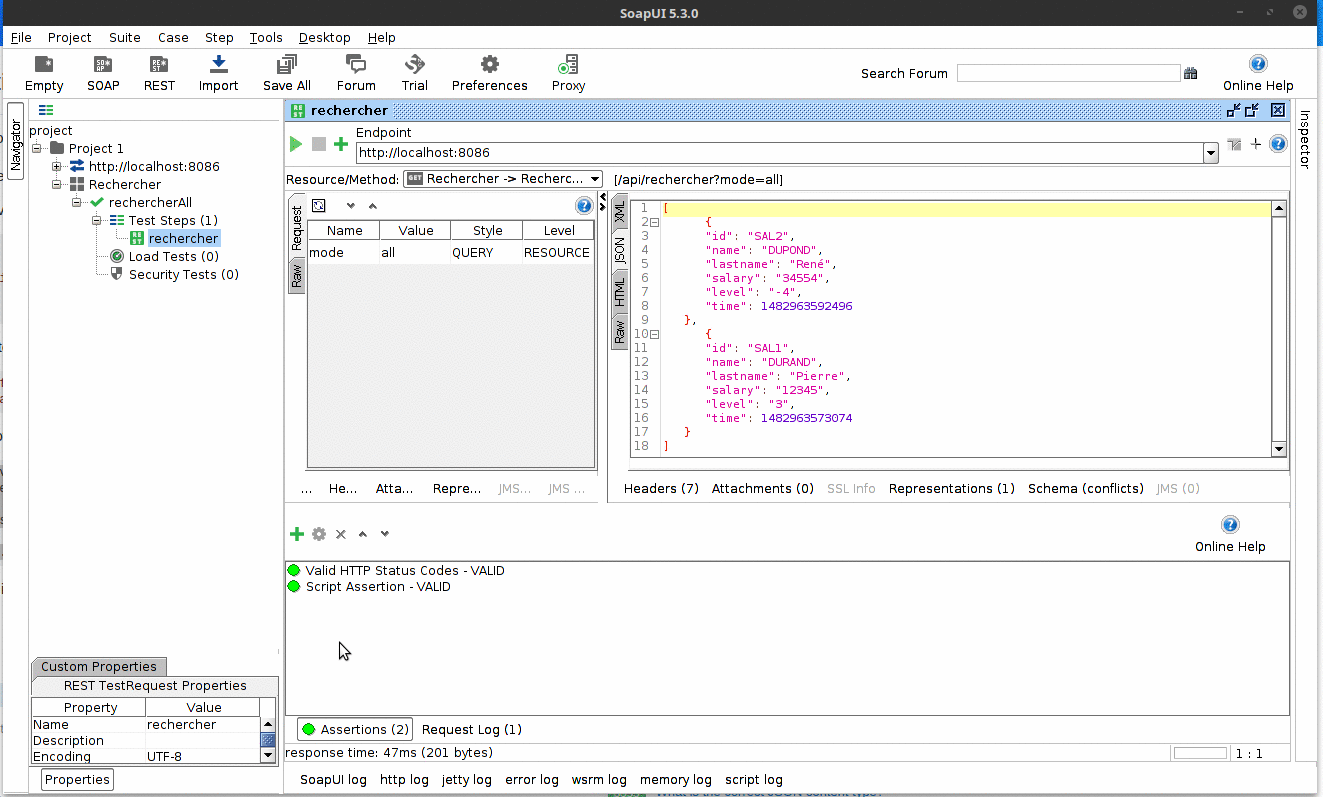 SoapUI 5.3.0
File Project Suite Case Step Tools Desktop Help
Empty SOAP REST Import Save All Forum Trial Preferences Proxy Search Forum Online Help
Navigator
project
Project 1
http://localhost:8086
Rechercher
rechercherAll
Test Steps (1)
rechercher
Load Tests (0)
Security Tests (0)
Custom Properties
REST TestRequest Properties
Property Value
Name rechercher
Description
Encoding UTF-8
Properties
rechercher
Endpoint
http://localhost:8086
Resource/Method: GET Rechercher -> Recherc... [/api/rechercher?mode=all]
Request
Raw
Name Value Style Level
mode all QUERY RESOURCE
... He... Atta... Repre... JMS... JMS ...
XML
JSON
HTML
Raw
1 [
2 {
3 "id": "SAL2",
4 "name": "DUPOND",
5 "lastname": "René",
6 "salary": "34554",
7 "level": "-4",
8 "time": 1482963592496
9 },
10 {
11 "id": "SAL1",
12 "name": "DURAND",
13 "lastname": "Pierre",
14 "salary": "12345",
15 "level": "3",
16 "time": 1482963573074
17 }
18 ]
Headers (7) Attachments (0) SSL Info Representations (1) Schema (conflicts) JMS (0)
Online Help
Valid HTTP Status Codes - VALID
Script Assertion - VALID
Assertions (2) Request Log (1)
response time: 47ms (201 bytes) 1 : 1
SoapUI log http log jetty log error log wsrm log memory log script log
Inspector